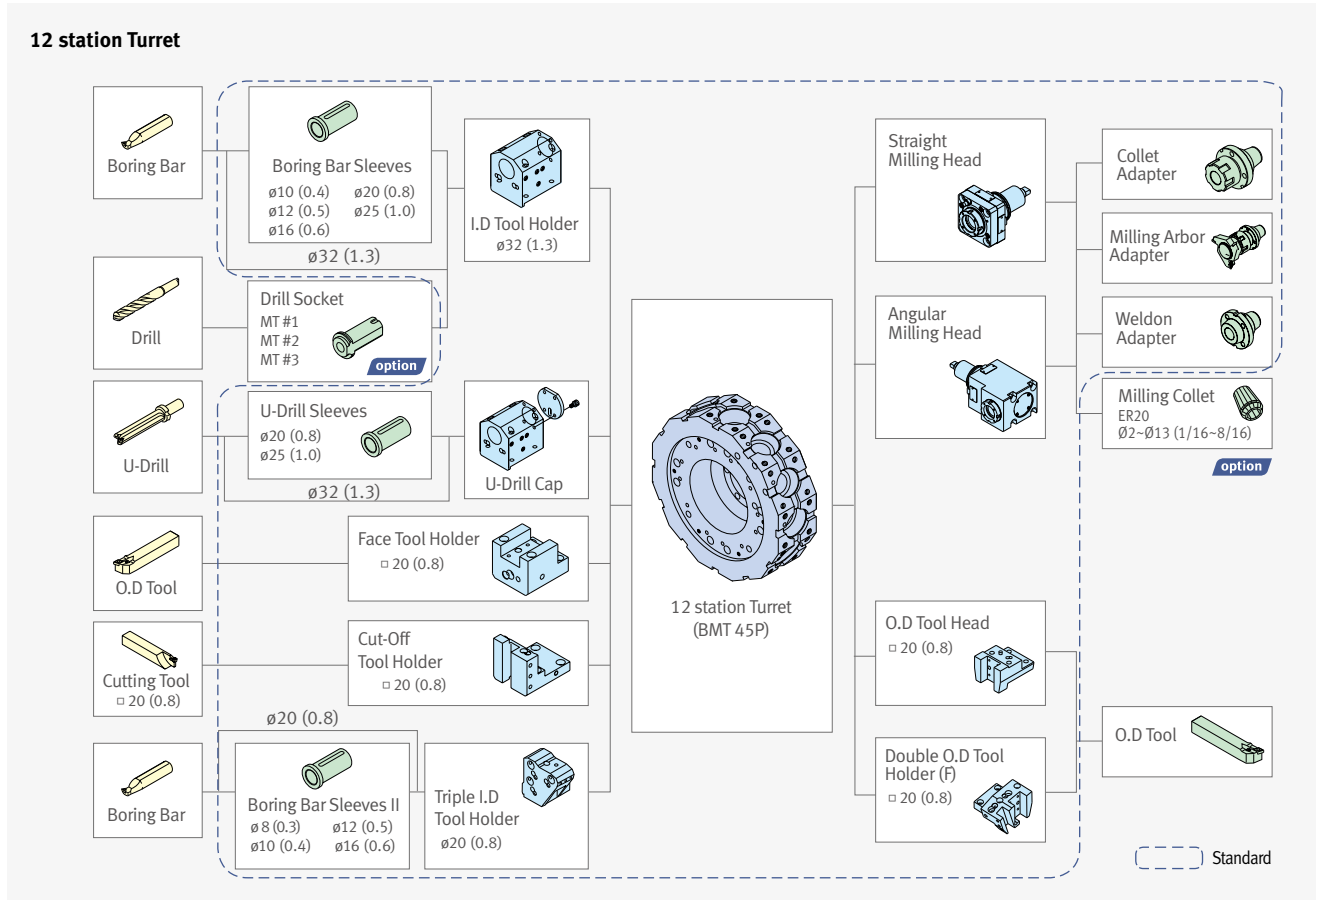 12 station Turret
Boring Bar
Boring Bar Sleeves
ø10 (0.4) ø20 (0.8)
ø12 (0.5) ø25 (1.0)
ø16 (0.6)
ø32 (1.3)
I.D Tool Holder
ø32 (1.3)
Drill
Drill Socket
MT #1
MT #2
MT #3
option
U-Drill
U-Drill Sleeves
ø20 (0.8)
ø25 (1.0)
ø32 (1.3)
U-Drill Cap
O.D Tool
Face Tool Holder
□ 20 (0.8)
Cutting Tool
□ 20 (0.8)
Cut-Off
Tool Holder
□ 20 (0.8)
ø20 (0.8)
Boring Bar
Boring Bar Sleeves II
ø 8 (0.3) ø12 (0.5)
ø10 (0.4) ø16 (0.6)
Triple I.D
Tool Holder
ø20 (0.8)
12 station Turret
(BMT 45P)
Straight
Milling Head
Angular
Milling Head
Collet
Adapter
Milling Arbor
Adapter
Weldon
Adapter
Milling Collet
ER20
Ø2~Ø13 (1/16~8/16)
option
O.D Tool Head
□ 20 (0.8)
Double O.D Tool
Holder (F)
□ 20 (0.8)
O.D Tool
Standard